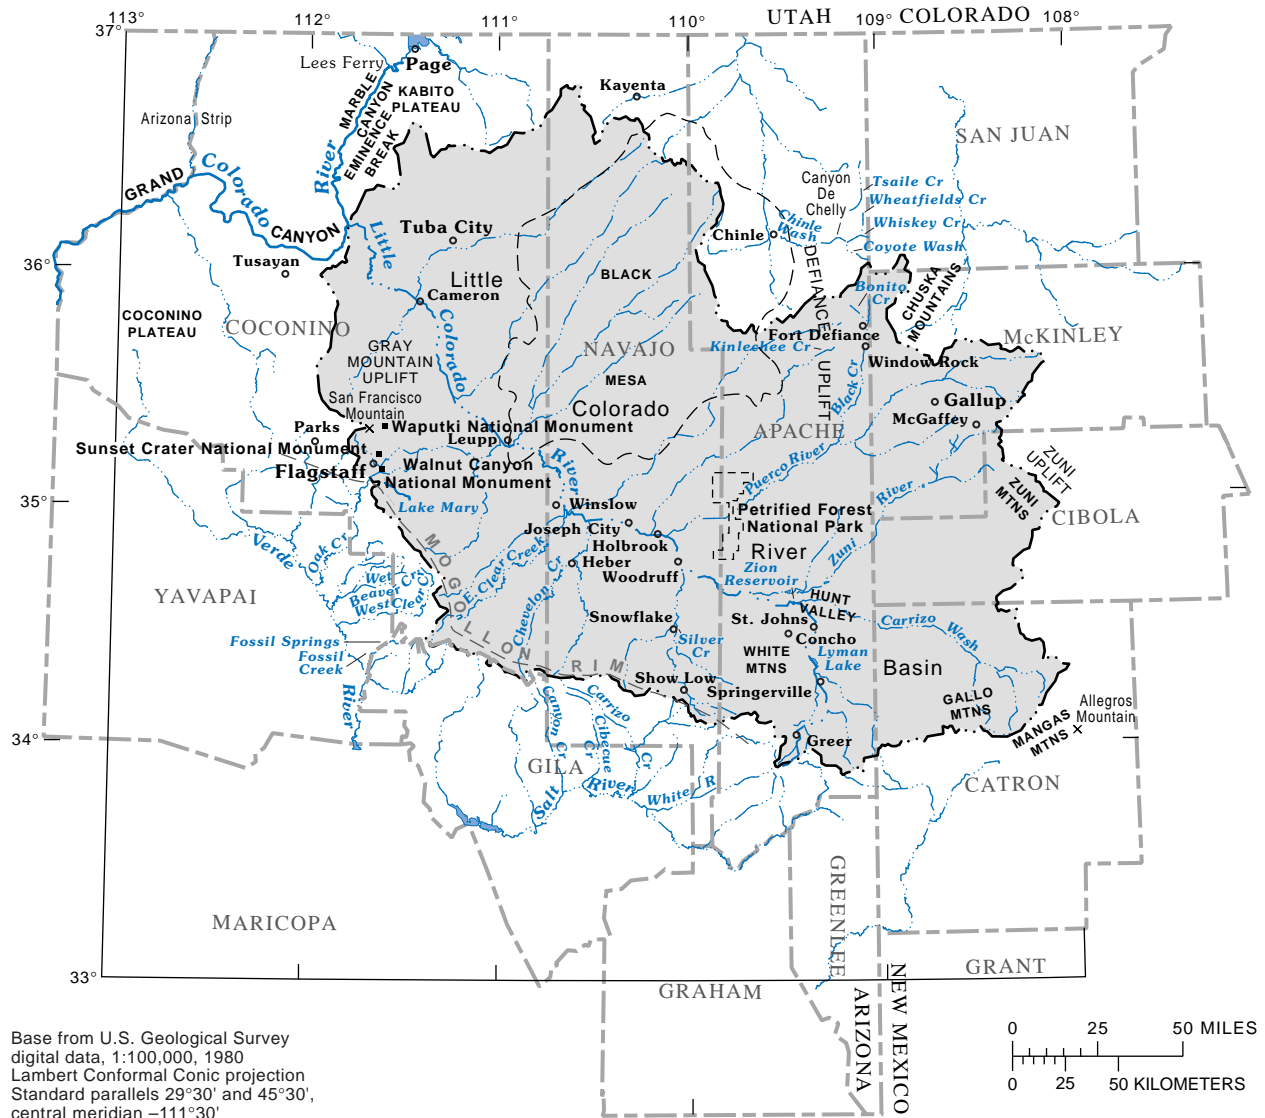 113°
112°
111°
110°
UTAH
109°
COLORADO
108°
37°
Lees Ferry
Page
Kayenta
MARBLE
CANYON
KABITO
PLATEAU
EMINENCE
BREAK
Arizona Strip
SAN JUAN
GRAND
Colorado
River
CANYON
Canyon
De
Chelly
Tsaile Cr
Wheatfields Cr
Whiskey Cr
Coyote Wash
Chinle
Wash
Chinle
Little
Tuba City
DEFIANCE
UPLIFT
36°
Tusayan
Little
BLACK
Cameron
Bonito
Cr
CHUSKA
MOUNTAINS
COCONINO
PLATEAU
COCONINO
Colorado
GRAY
MOUNTAIN
UPLIFT
NAVAJO
Kinleehee Cr
Fort Defiance
McKINLEY
Window Rock
MESA
Black Cr
San Francisco
Mountain
Colorado
Gallup
McGaffey
Parks
Waputki National Monument
Leupp
APACHE
Sunset Crater National Monument
Flagstaff
Walnut Canyon
National Monument
River
Puerco River
ZUNI
UPLIFT
ZUNI
MTNS
35°
Lake Mary
Winslow
River
Petrified Forest
National Park
CIBOLA
Joseph City
Holbrook
Verde
Oak Cr
MOGOLLON RIM
E. Clear Creek
Heber
Woodruff
River
Zuni
Zion
Reservoir
Wet
Beaver Cr
West Clear Cr
YAVAPAI
Chevelon Cr
HUNT
VALLEY
Snowflake
St. Johns
Carrizo
Wash
Fossil Springs
Fossil
Creek
Silver
Cr
Concho
WHITE
MTNS
Lyman
Lake
Basin
Show Low
Springerville
River
Canyon
Cr
Carrizo
Cr
Cibecue
Cr
GALLO
MTNS
Allegros
Mountain
MANGAS
MTNS
34°
Greer
GILA
Salt
River
White R
CATRON
MARICOPA
GREENLEE
33°
GRAHAM
GRANT
ARIZONA
NEW MEXICO
Base from U.S. Geological Survey
digital data, 1:100,000, 1980
Lambert Conformal Conic projection
Standard parallels 29°30' and 45°30',
central meridian –111°30'
0 25 50 MILES
0 25 50 KILOMETERS